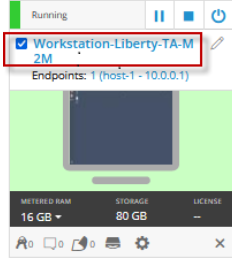 Running
Workstation-Liberty-TA-M
2M
Endpoints: 1 (host-1 - 10.0.0.1)
METERED RAM STORAGE LICENSE
16 GB 80 GB --
0 0 0